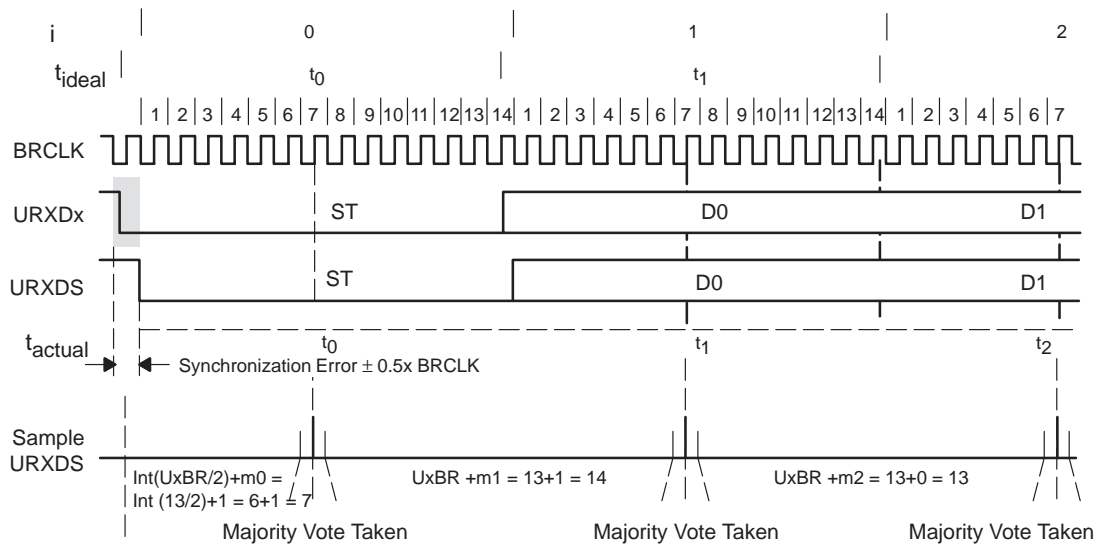 i 0 1 2
tideal t0 t1
1 2 3 4 5 6 7 8 9 10 11 12 13 14 1 2 3 4 5 6 7 8 9 10 11 12 13 14 1 2 3 4 5 6 7
BRCLK
URXDx ST D0 D1
URXDS ST D0 D1
tactual t0 t1 t2
Synchronization Error ± 0.5x BRCLK
Sample
URXDS
Int(UxBR/2)+m0 =
Int (13/2)+1 = 6+1 = 7
UxBR +m1 = 13+1 = 14
UxBR +m2 = 13+0 = 13
Majority Vote Taken Majority Vote Taken Majority Vote Taken